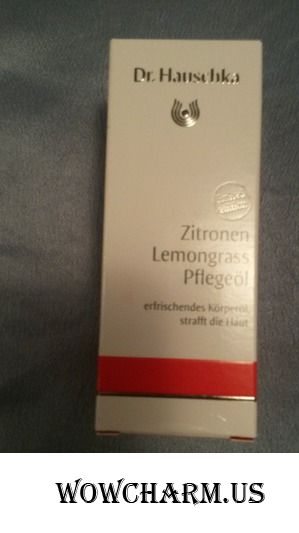 Dr. Hauschka
Zitronen
Lemongrass
Pflegeöl
erfrischendes Körperöl,
strafft die Haut
WOWCHARM.US